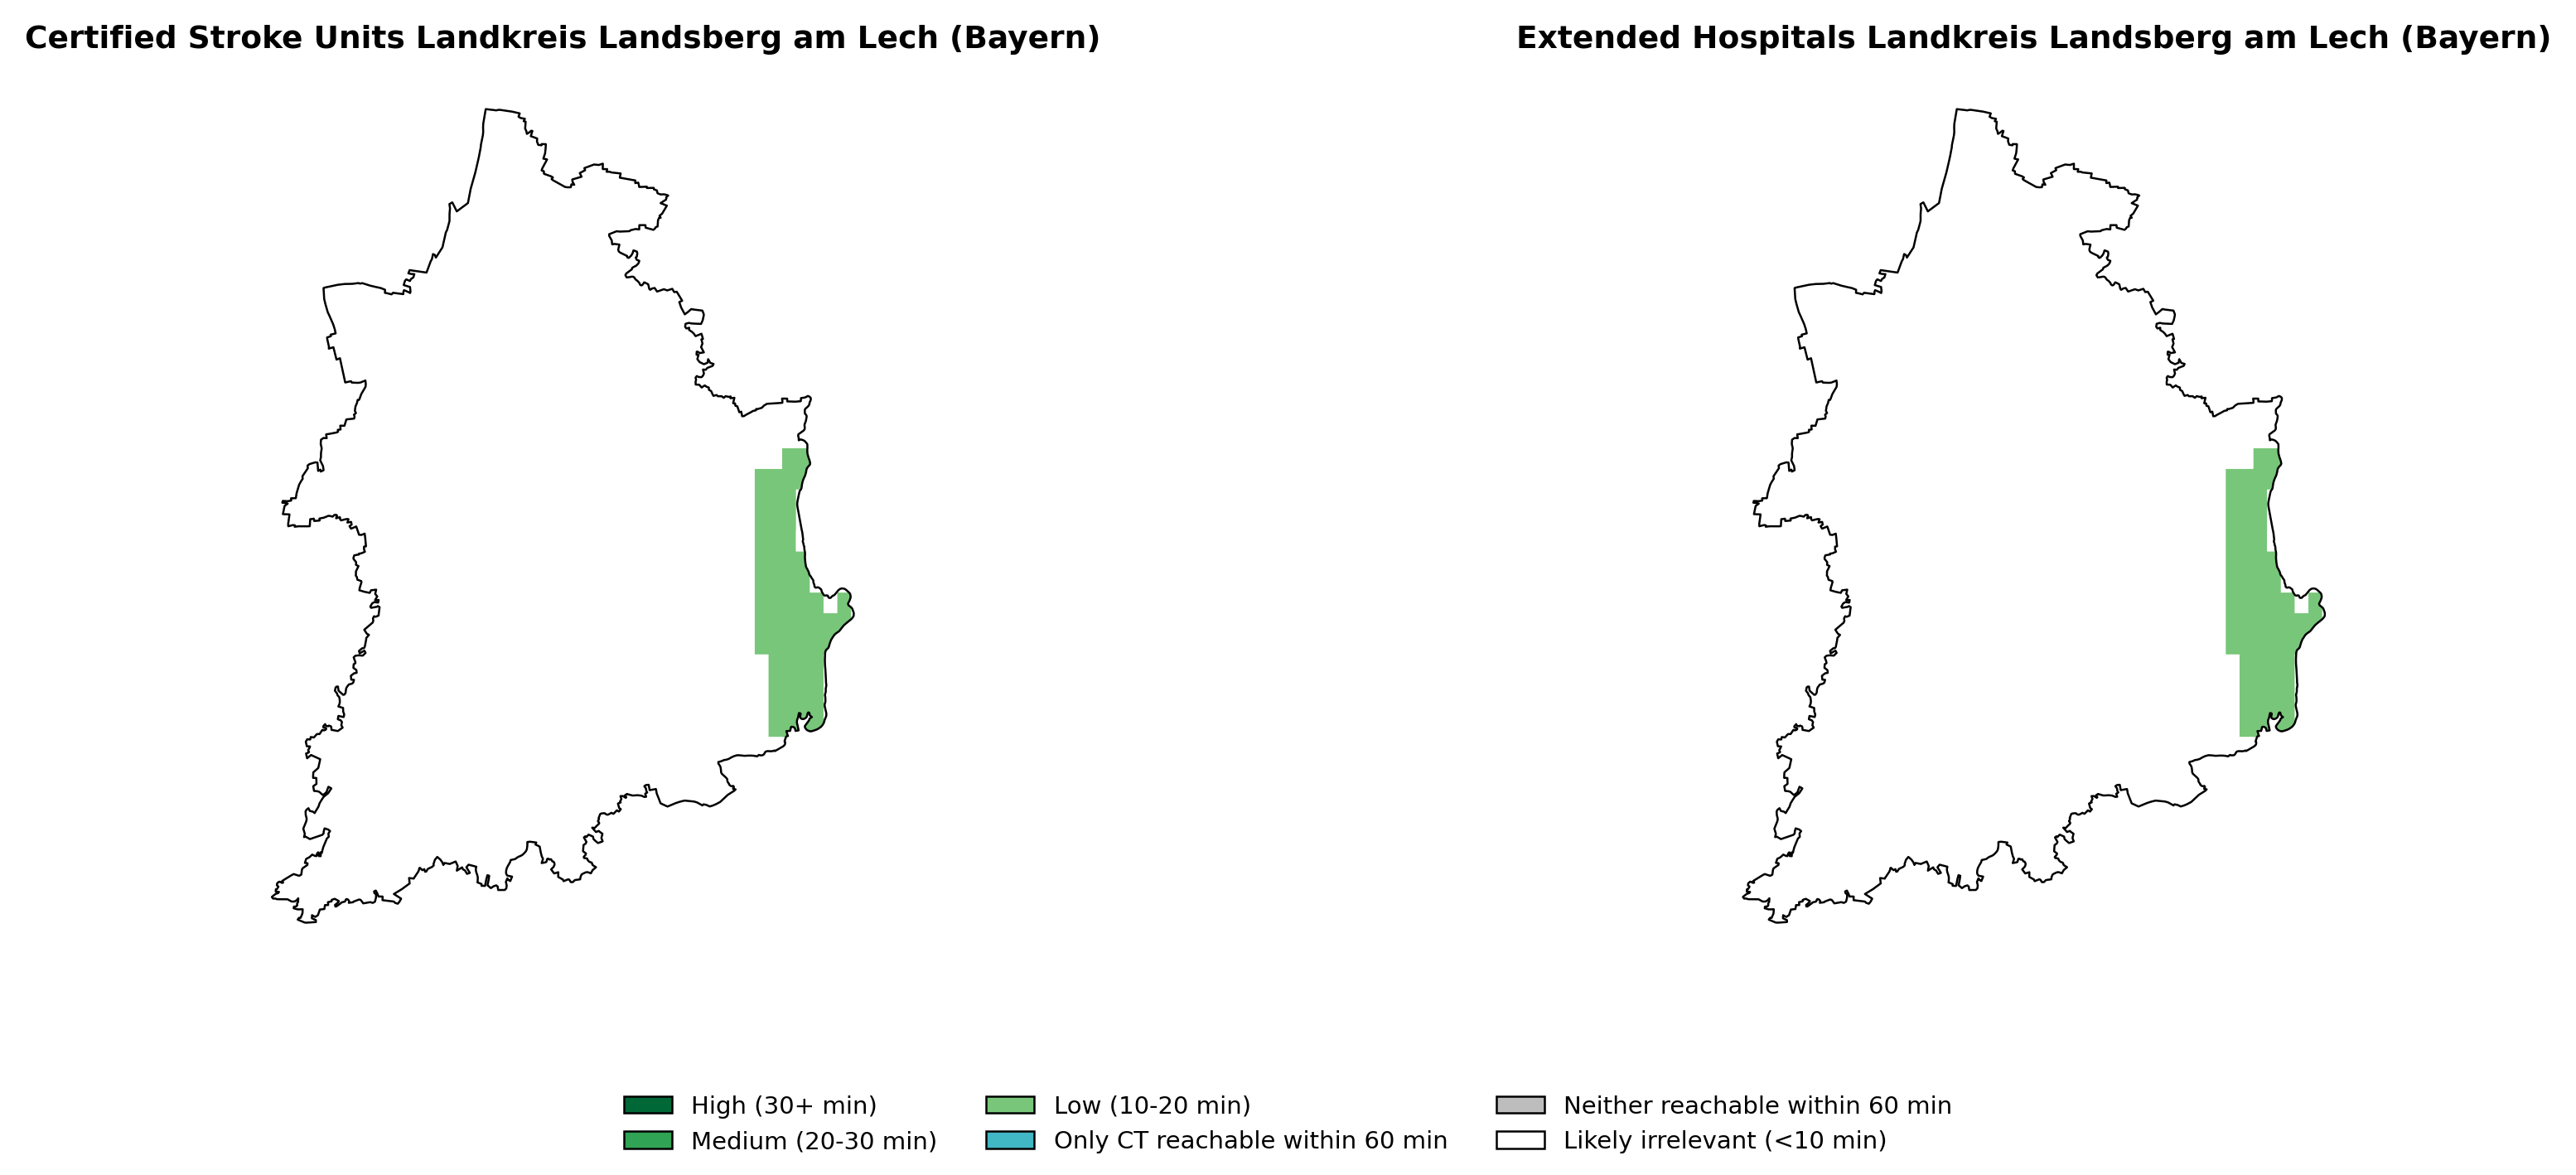 Certified Stroke Units Landkreis Landsberg am Lech (Bayern)
Extended Hospitals Landkreis Landsberg am Lech (Bayern)
High (30+ min)
Medium (20-30 min)
Low (10-20 min)
Only CT reachable within 60 min
Neither reachable within 60 min
Likely irrelevant (<10 min)